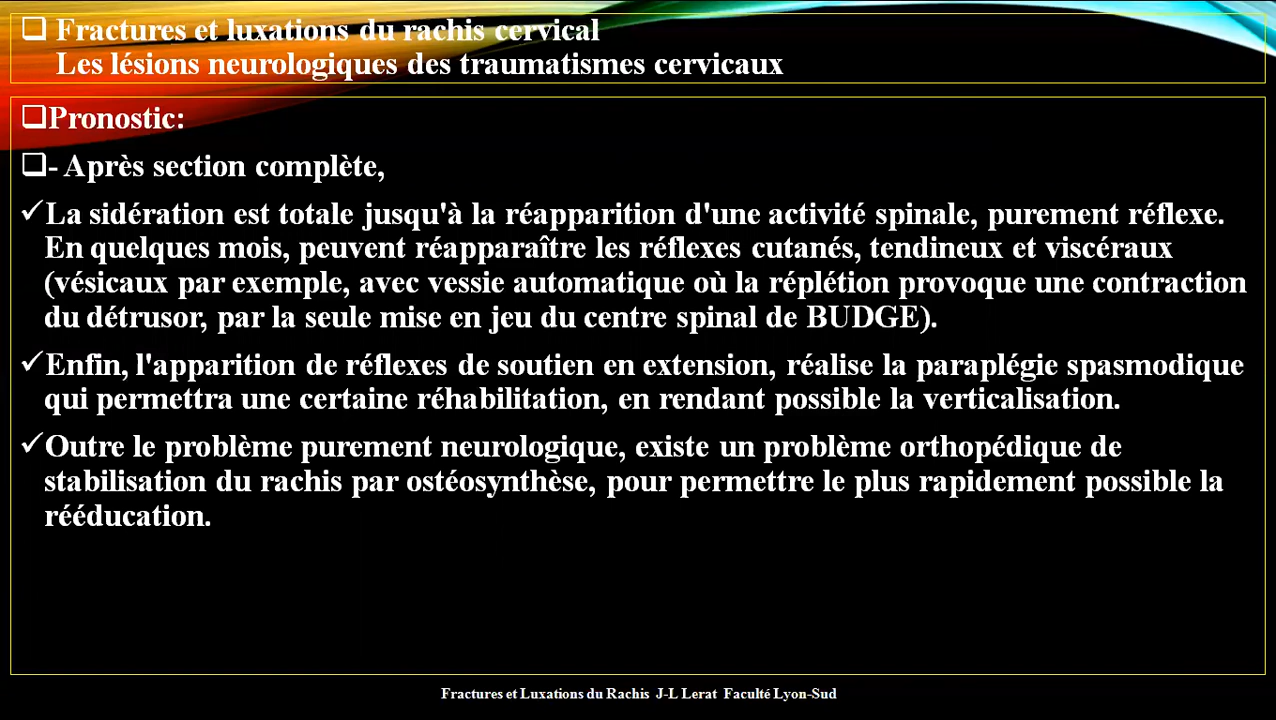 ❑ Fractures et luxations du rachis cervical
Les lésions neurologiques des traumatismes cervicaux
❑Pronostic:
❑- Après section complète,
✓La sidération est totale jusqu'à la réapparition d'une activité spinale, purement réflexe.
En quelques mois, peuvent réapparaître les réflexes cutanés, tendineux et viscéraux
(vésicaux par exemple, avec vessie automatique où la réplétion provoque une contraction
du détrusor, par la seule mise en jeu du centre spinal de BUDGE).
✓Enfin, l'apparition de réflexes de soutien en extension, réalise la paraplégie spasmodique
qui permettra une certaine réhabilitation, en rendant possible la verticalisation.
✓Outre le problème purement neurologique, existe un problème orthopédique de
stabilisation du rachis par ostéosynthèse, pour permettre le plus rapidement possible la
rééducation.
Fractures et Luxations du Rachis J-L Lerat Faculté Lyon-Sud